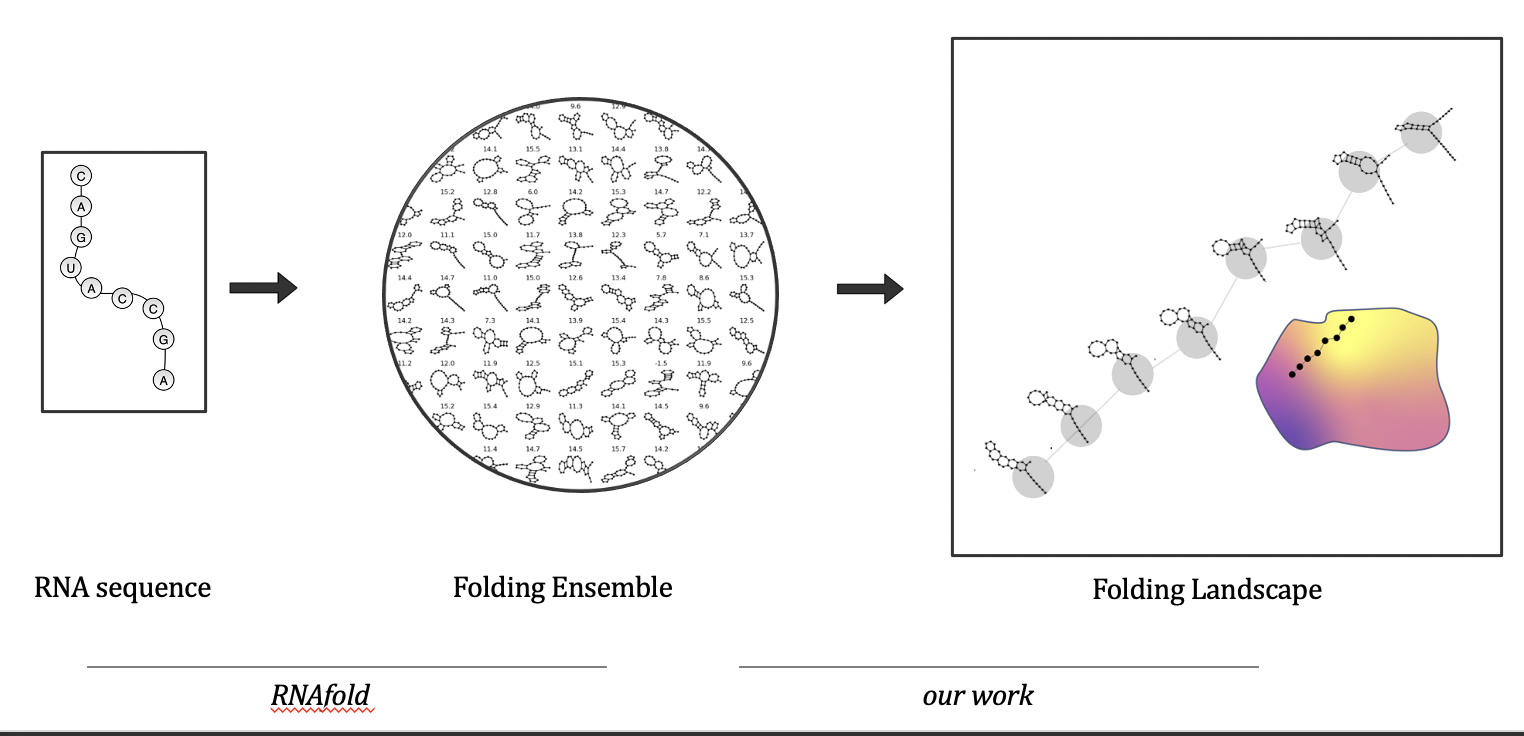 C
A
G
U
A
C
C
G
A
9.6 12.9
14.1 15.5 13.1 14.4 13.8
15.2 12.8 6.0 14.2 15.3 14.7 12.2
12.0 11.1 15.0 11.7 13.8 12.3 5.7 7.1 13.7
14.4 14.7 11.0 15.0 12.6 13.4 7.8 8.6 15.3
14.2 14.3 7.3 14.1 13.9 15.4 14.3 15.5 12.5
11.2 12.0 11.9 12.5 15.1 15.3 -1.5 11.9 9.6
15.2 15.4 12.9 11.3 14.1 14.5 9.6
11.4 14.7 14.5 15.7 14.2
RNA sequence
Folding Ensemble
Folding Landscape
RNAfold
our work